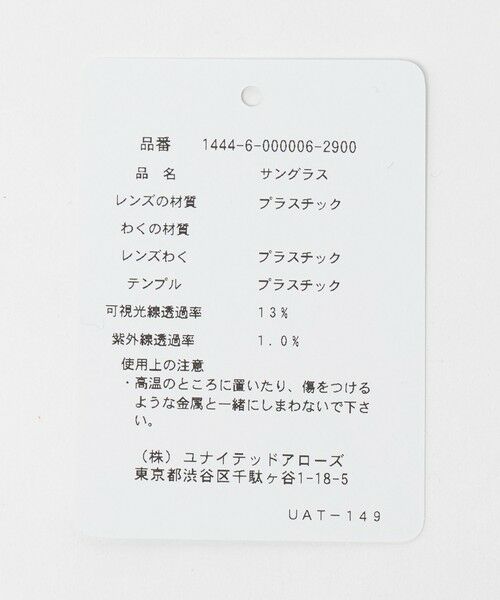 品番 1444-6-000006-2900
品 名 サングラス
レンズの材質 プラスチック
わくの材質
レンズわく プラスチック
テンプル プラスチック
可視光線透過率 13%
紫外線透過率 1.0%
使用上の注意
・高温のところに置いたり、傷をつける
ような金属と一緒にしまわないで下さ
い。
(株) ユナイテッドアローズ
東京都渋谷区千駄ヶ谷1-18-5
UAT-149